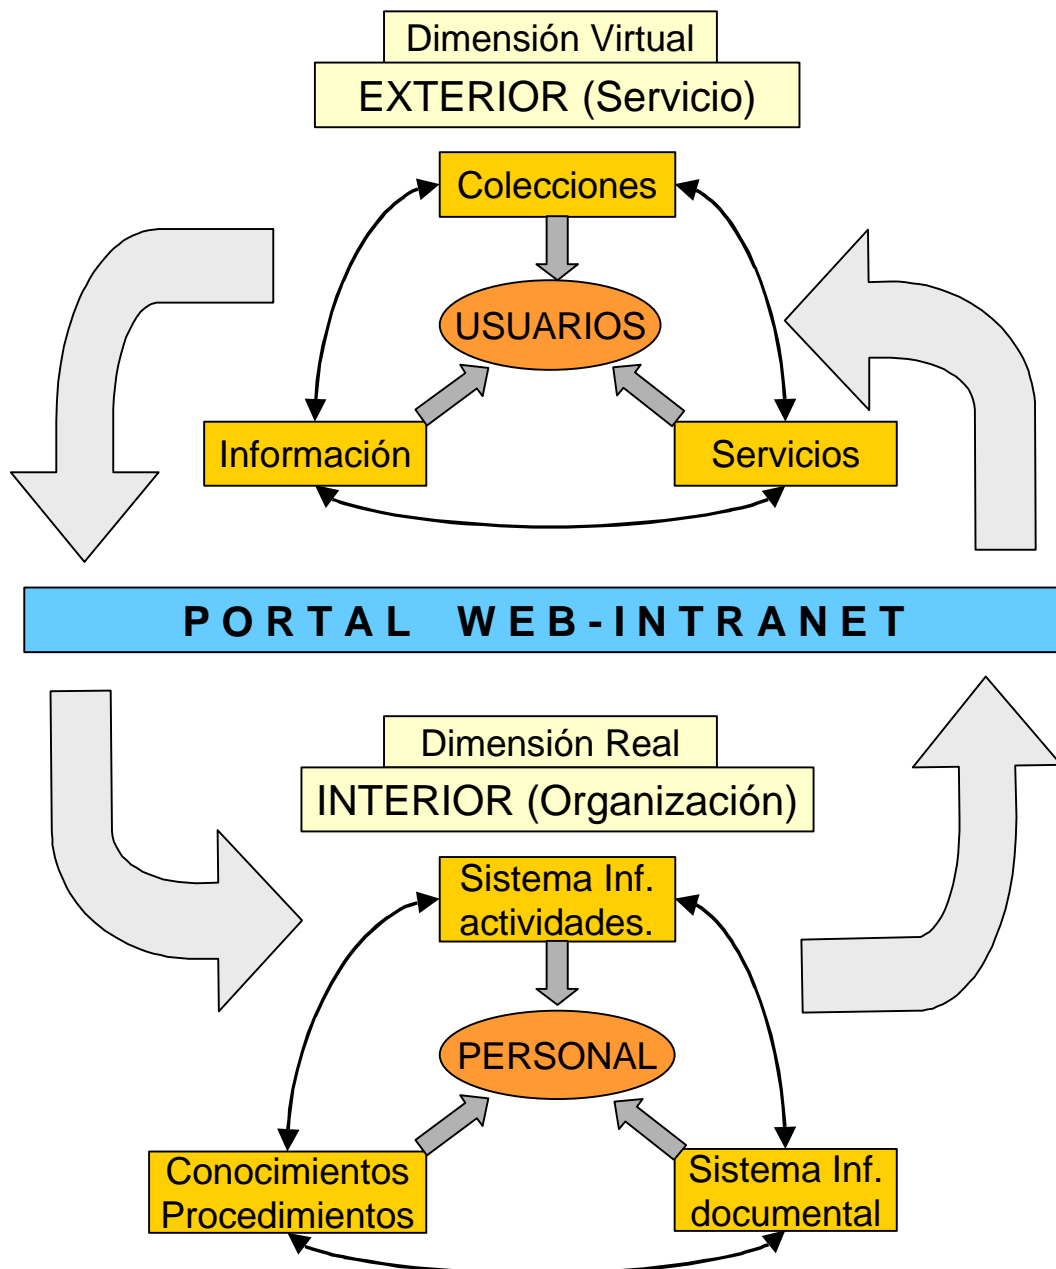 Dimensión Virtual
EXTERIOR (Servicio)
Colecciones
USUARIOS
Información
Servicios
PORTAL WEB-INTRANET
Dimensión Real
INTERIOR (Organización)
Sistema Inf.
actividades.
PERSONAL
Conocimientos
Procedimientos
Sistema Inf.
documental